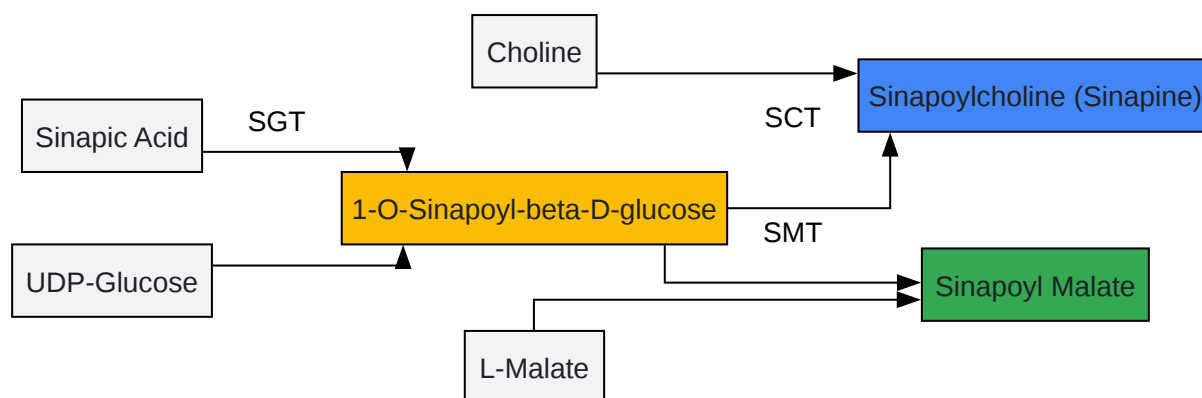 Choline
Sinapoylcholine (Sinapine)
SCT
SGT
Sinapic Acid
1-O-Sinapoyl-beta-D-glucose
SMT
UDP-Glucose
Sinapoyl Malate
L-Malate